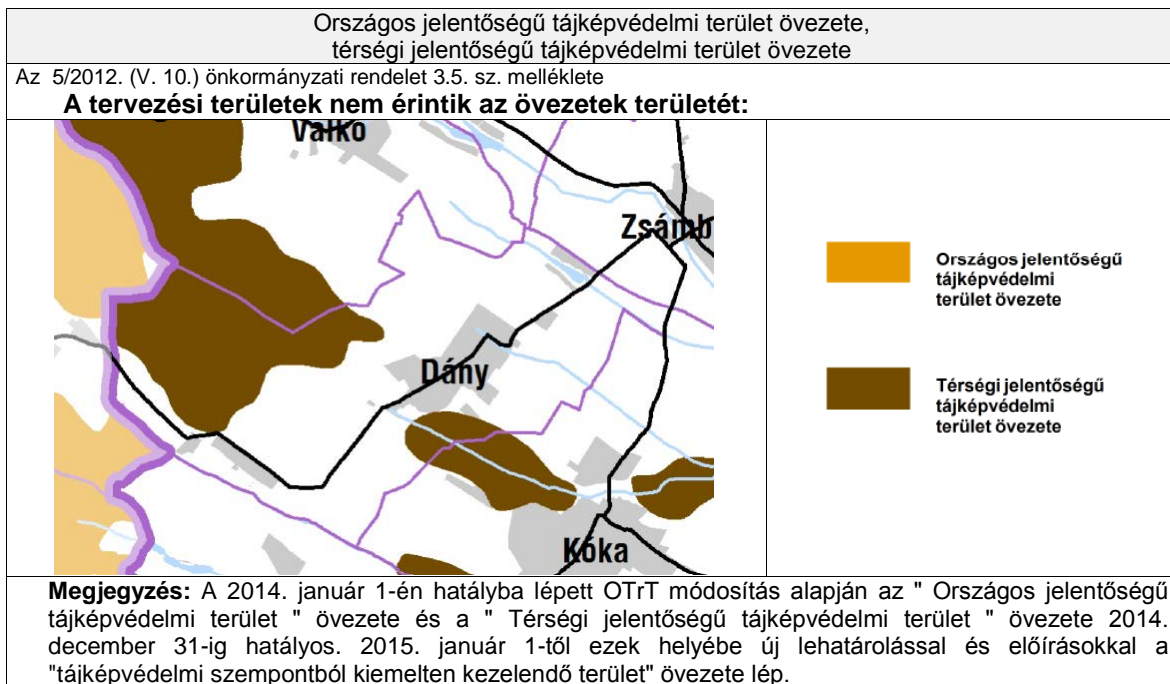 Országos jelentőségű tájképvédelmi terület övezete,
térségi jelentőségű tájképvédelmi terület övezete
Az 5/2012. (V. 10.) önkormányzati rendelet 3.5. sz. melléklete
A tervezési területek nem érintik az övezetek területét:
Valkó
Zsámb
Dány
Kóka
Országos jelentőségű
tájképvédelmi
terület övezete
Térségi jelentőségű
tájképvédelmi
terület övezete
Megjegyzés: A 2014. január 1-én hatályba lépett OTrT módosítás alapján az " Országos jelentőségű
tájképvédelmi terület " övezete és a " Térségi jelentőségű tájképvédelmi terület " övezete 2014.
december 31-ig hatályos. 2015. január 1-től ezek helyébe új lehatárolással és előírásokkal a
"tájképvédelmi szempontból kiemelten kezelendő terület" övezete lép.